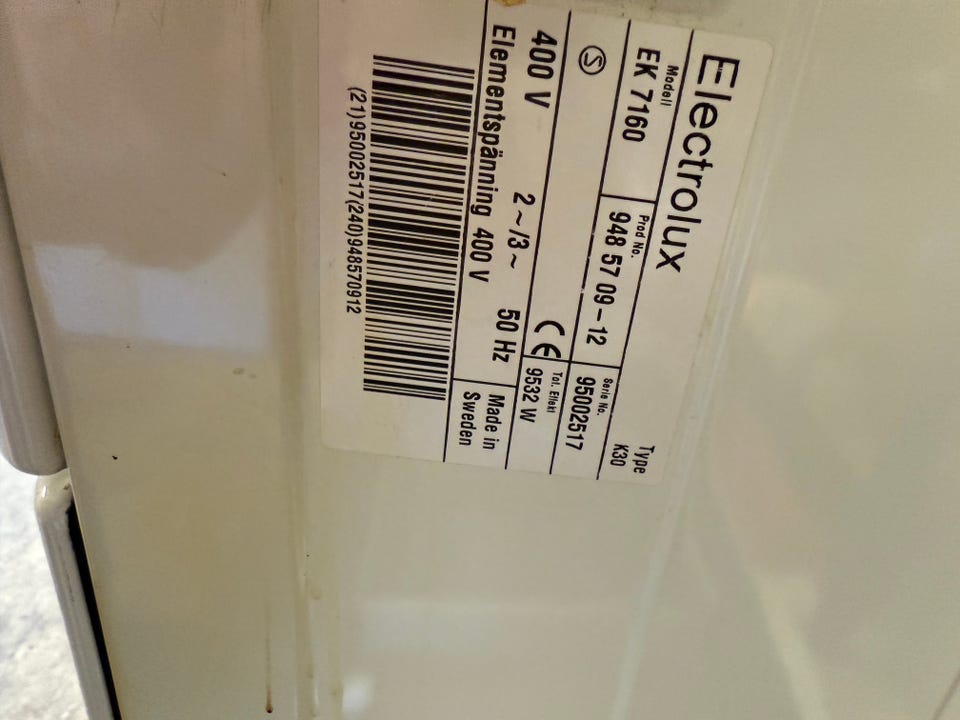 Electrolux
Type
K30
Modell
EK 7160
Prod No.
948 57 09-12
Serie No.
95002517
S
CE
Tot. Effekt
9532 W
400 V 2~/3~ 50 Hz
Elementspänning 400 V
Made in
Sweden
(21)95002517(240)948570912